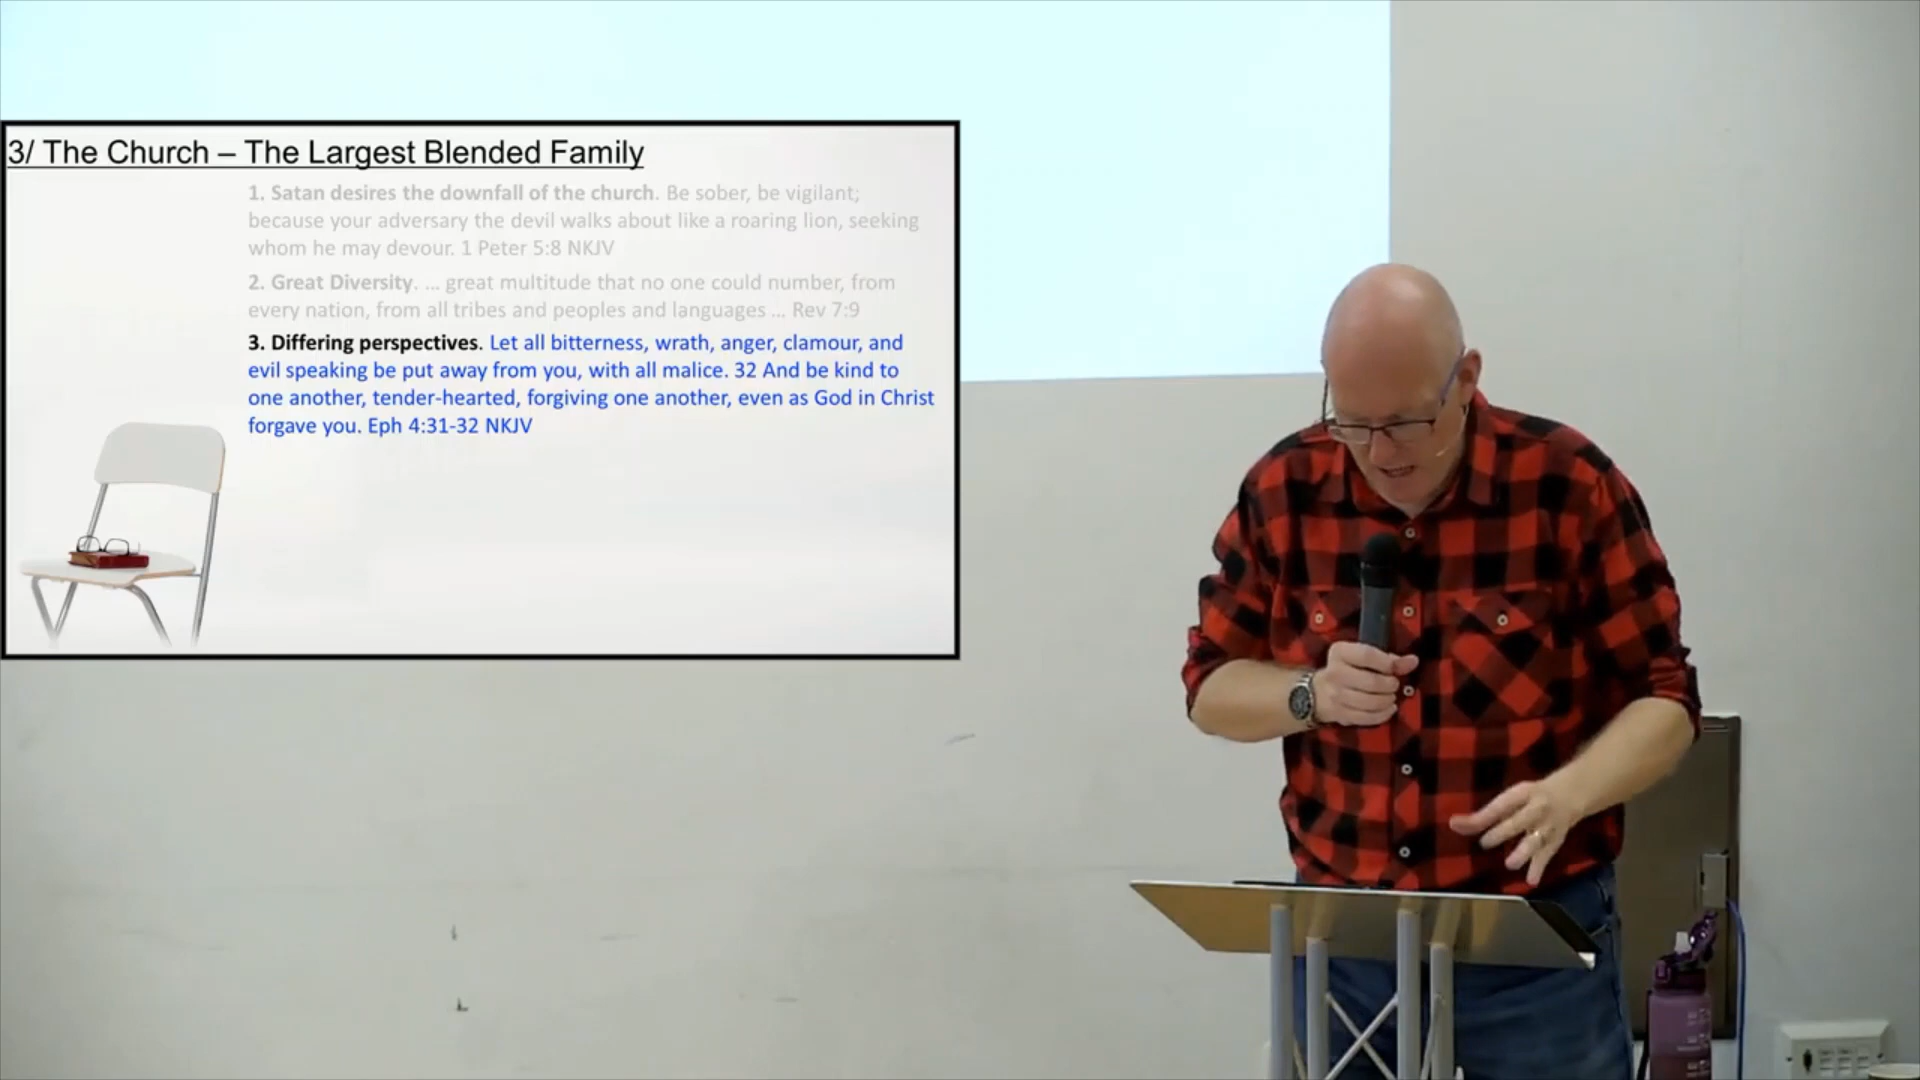 3/ The Church – The Largest Blended Family
1. Satan desires the downfall of the church. Be sober, be vigilant;
because your adversary the devil walks about like a roaring lion, seeking
whom he may devour. 1 Peter 5:8 NKJV
2. Great Diversity. … great multitude that no one could number, from
every nation, from all tribes and peoples and languages … Rev 7:9
3. Differing perspectives. Let all bitterness, wrath, anger, clamour, and
evil speaking be put away from you, with all malice. 32 And be kind to
one another, tender-hearted, forgiving one another, even as God in Christ
forgave you. Eph 4:31-32 NKJV